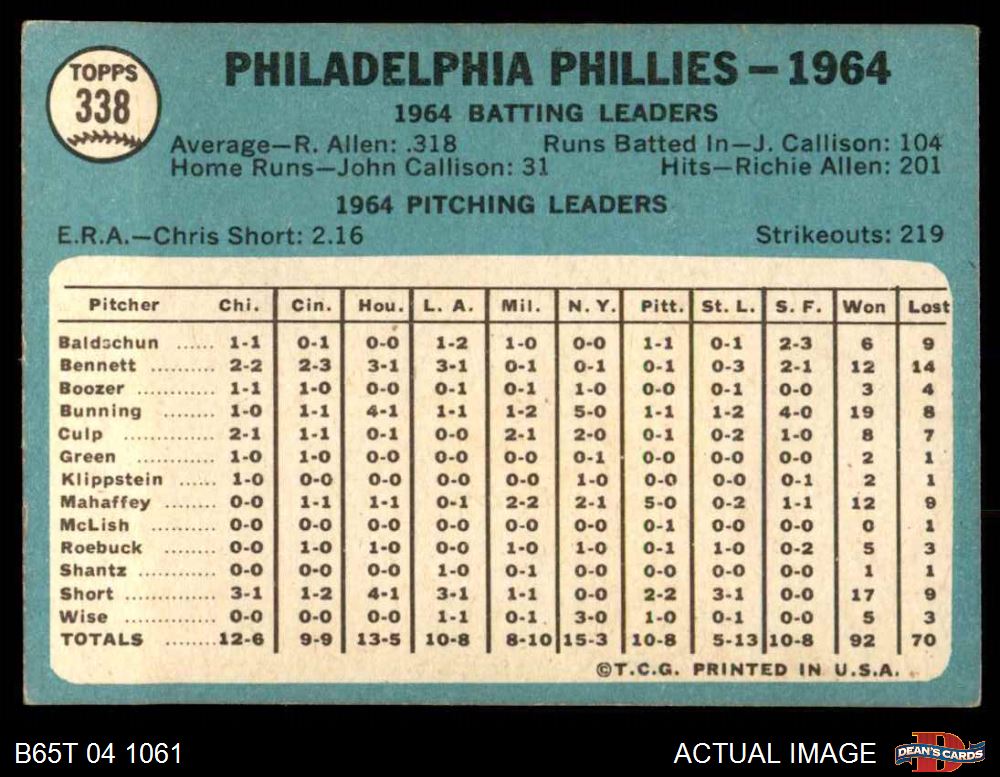 TOPPS
338
PHILADELPHIA PHILLIES – 1964
1964 BATTING LEADERS
Average—R. Allen: .318 Runs Batted In—J. Callison: 104
Home Runs—John Callison: 31 Hits—Richie Allen: 201
1964 PITCHING LEADERS
E.R.A.—Chris Short: 2.16 Strikeouts: 219
Pitcher Chi. Cin. Hou. L. A. Mil. N. Y. Pitt. St. L. S. F. Won Lost
Baldschun ...... 1-1 0-1 0-0 1-2 1-0 0-0 1-1 0-1 2-3 6 9
Bennett .......... 2-2 2-3 3-1 3-1 0-1 0-1 0-1 0-3 2-1 12 14
Boozer ........... 1-1 1-0 0-0 0-1 0-1 1-0 0-0 0-1 0-0 3 4
Bunning ........ 1-0 1-1 4-1 1-1 1-2 5-0 1-1 1-2 4-0 19 8
Culp .............. 2-1 1-1 0-1 0-0 2-1 2-0 0-1 0-2 1-0 8 7
Green ............ 1-0 1-0 0-0 0-0 0-0 0-1 0-0 0-0 0-0 2 1
Klippstein ...... 1-0 0-0 0-0 0-0 0-0 1-0 0-0 0-0 0-1 2 1
Mahaffey ........ 0-0 1-1 1-1 0-1 2-2 2-1 5-0 0-2 1-1 12 9
McLish .......... 0-0 0-0 0-0 0-0 0-0 0-0 0-1 0-0 0-0 0 1
Roebuck ........ 0-0 1-0 1-0 0-0 1-0 1-0 0-1 1-0 0-2 5 3
Shantz ............ 0-0 0-0 0-0 1-0 0-1 0-0 0-0 0-0 0-0 1 1
Short .............. 3-1 1-2 4-1 3-1 1-1 0-0 2-2 3-1 0-0 17 9
Wise .............. 0-0 0-0 0-0 1-1 0-1 3-0 1-0 0-1 0-0 5 3
TOTALS ........ 12-6 9-9 13-5 10-8 8-10 15-3 10-8 5-13 10-8 92 70
©T.C.G. PRINTED IN U.S.A.
B65T 04 1061 ACTUAL IMAGE D DEAN'S CARDS